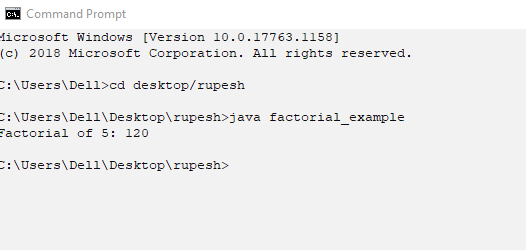 Command Prompt
Microsoft Windows [Version 10.0.17763.1158]
(c) 2018 Microsoft Corporation. All rights reserved.
C:\Users\Dell>cd desktop/rupesh
C:\Users\Dell\Desktop\rupesh>java factorial_example
Factorial of 5: 120
C:\Users\Dell\Desktop\rupesh>